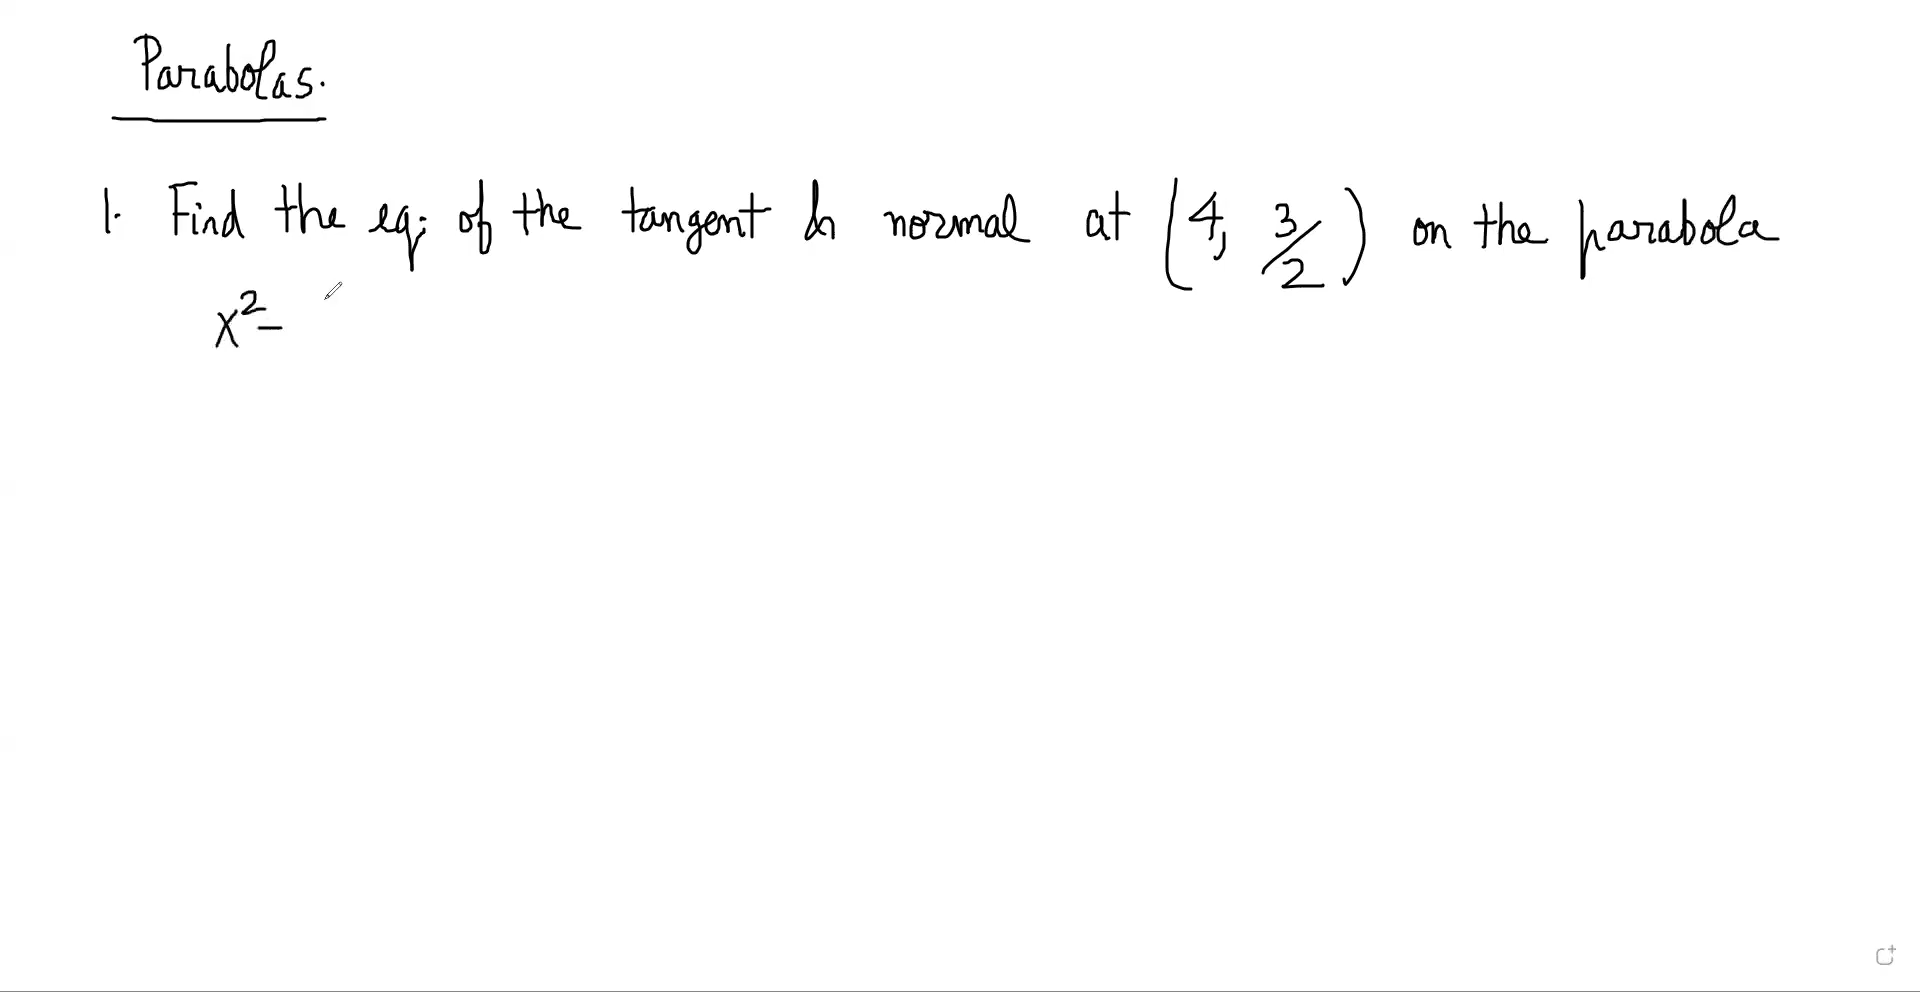 Parabolas.
1. Find the eq. of the tangent & normal at (4, 3/2) on the parabola
x² -